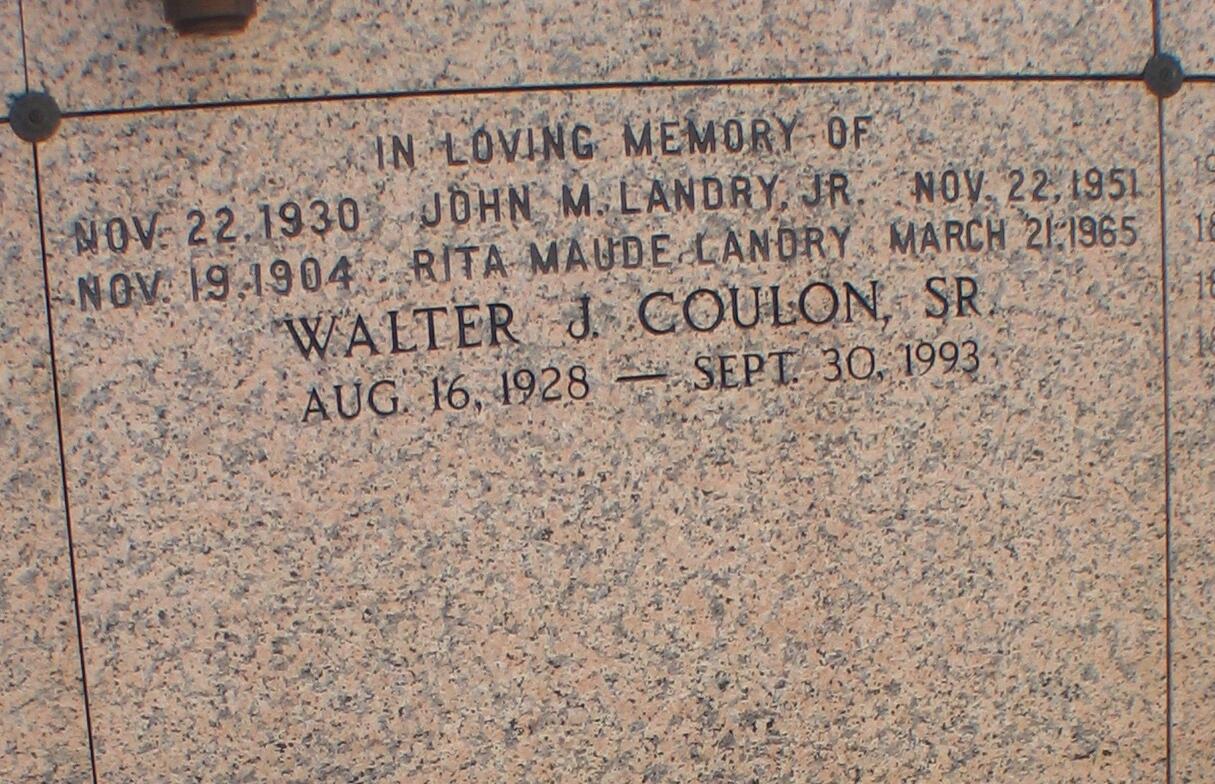 IN LOVING MEMORY OF
NOV. 22, 1930 JOHN M. LANDRY, JR. NOV. 22, 1951
NOV. 19, 1904 RITA MAUDE LANDRY MARCH 21, 1965
WALTER J. COULON, SR.
AUG. 16, 1928 — SEPT. 30, 1993